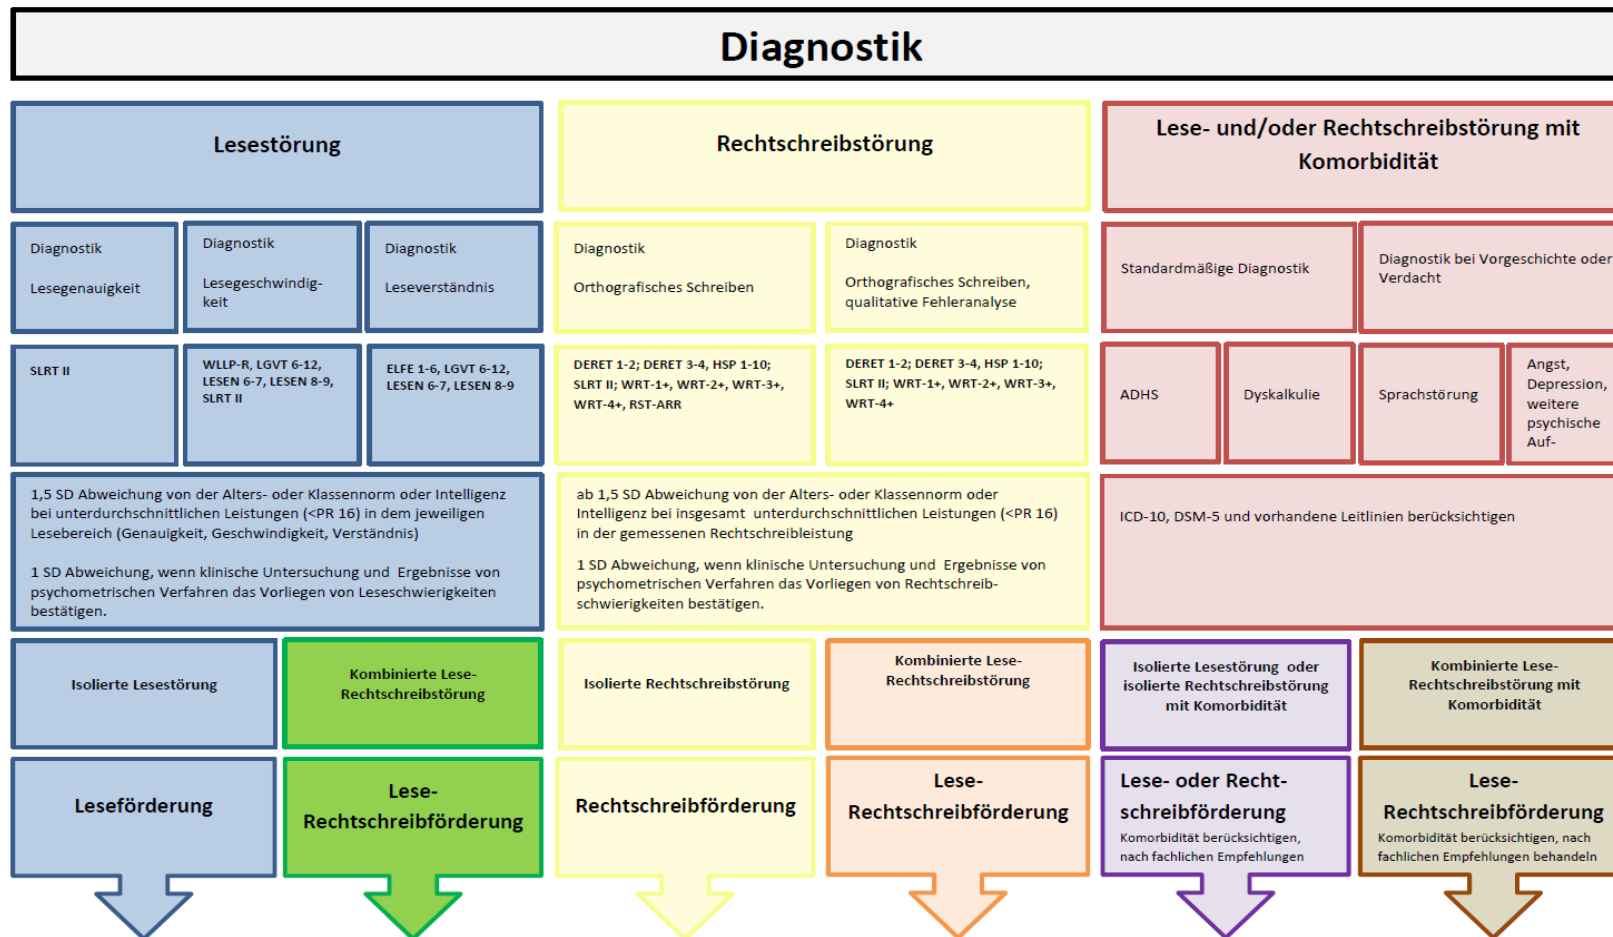 Diagnostik
Lesestörung
Rechtschreibstörung
Lese- und/oder Rechtschreibstörung mit
Komorbidität
Diagnostik
Lesegenauigkeit
Diagnostik
Lesegeschwindig-
keit
Diagnostik
Leseverständnis
Diagnostik
Orthografisches Schreiben
Diagnostik
Orthografisches Schreiben,
qualitative Fehleranalyse
Standardmäßige Diagnostik
Diagnostik bei Vorgeschichte oder
Verdacht
SLRT II
WLLP-R, LGVT 6-12,
LESEN 6-7, LESEN 8-9,
SLRT II
ELFE 1-6, LGVT 6-12,
LESEN 6-7, LESEN 8-9
DERET 1-2; DERET 3-4, HSP 1-10;
SLRT II; WRT-1+, WRT-2+, WRT-3+,
WRT-4+, RST-ARR
DERET 1-2; DERET 3-4, HSP 1-10;
SLRT II; WRT-1+, WRT-2+, WRT-3+,
WRT-4+
ADHS
Dyskalkulie
Sprachstörung
Angst,
Depression,
weitere
psychische
Auf-
1,5 SD Abweichung von der Alters- oder Klassennorm oder Intelligenz
bei unterdurchschnittlichen Leistungen (<PR 16) in dem jeweiligen
Lesebereich (Genauigkeit, Geschwindigkeit, Verständnis)
1 SD Abweichung, wenn klinische Untersuchung und Ergebnisse von
psychometrischen Verfahren das Vorliegen von Leseschwierigkeiten
bestätigen.
ab 1,5 SD Abweichung von der Alters- oder Klassennorm oder
Intelligenz bei insgesamt unterdurchschnittlichen Leistungen (<PR 16)
in der gemessenen Rechtschreibleistung
1 SD Abweichung, wenn klinische Untersuchung und Ergebnisse von
psychometrischen Verfahren das Vorliegen von Rechtschreib-
schwierigkeiten bestätigen.
ICD-10, DSM-5 und vorhandene Leitlinien berücksichtigen
Isolierte Lesestörung
Kombinierte Lese-
Rechtschreibstörung
Isolierte Rechtschreibstörung
Kombinierte Lese-
Rechtschreibstörung
Isolierte Lesestörung oder
isolierte Rechtschreibstörung
mit Komorbidität
Kombinierte Lese-
Rechtschreibstörung mit
Komorbidität
Leseförderung
Lese-
Rechtschreibförderung
Rechtschreibförderung
Lese-
Rechtschreibförderung
Lese- oder Recht-
schreibförderung
Komorbidität berücksichtigen,
nach fachlichen Empfehlungen
Lese-
Rechtschreibförderung
Komorbidität berücksichtigen, nach
fachlichen Empfehlungen behandeln